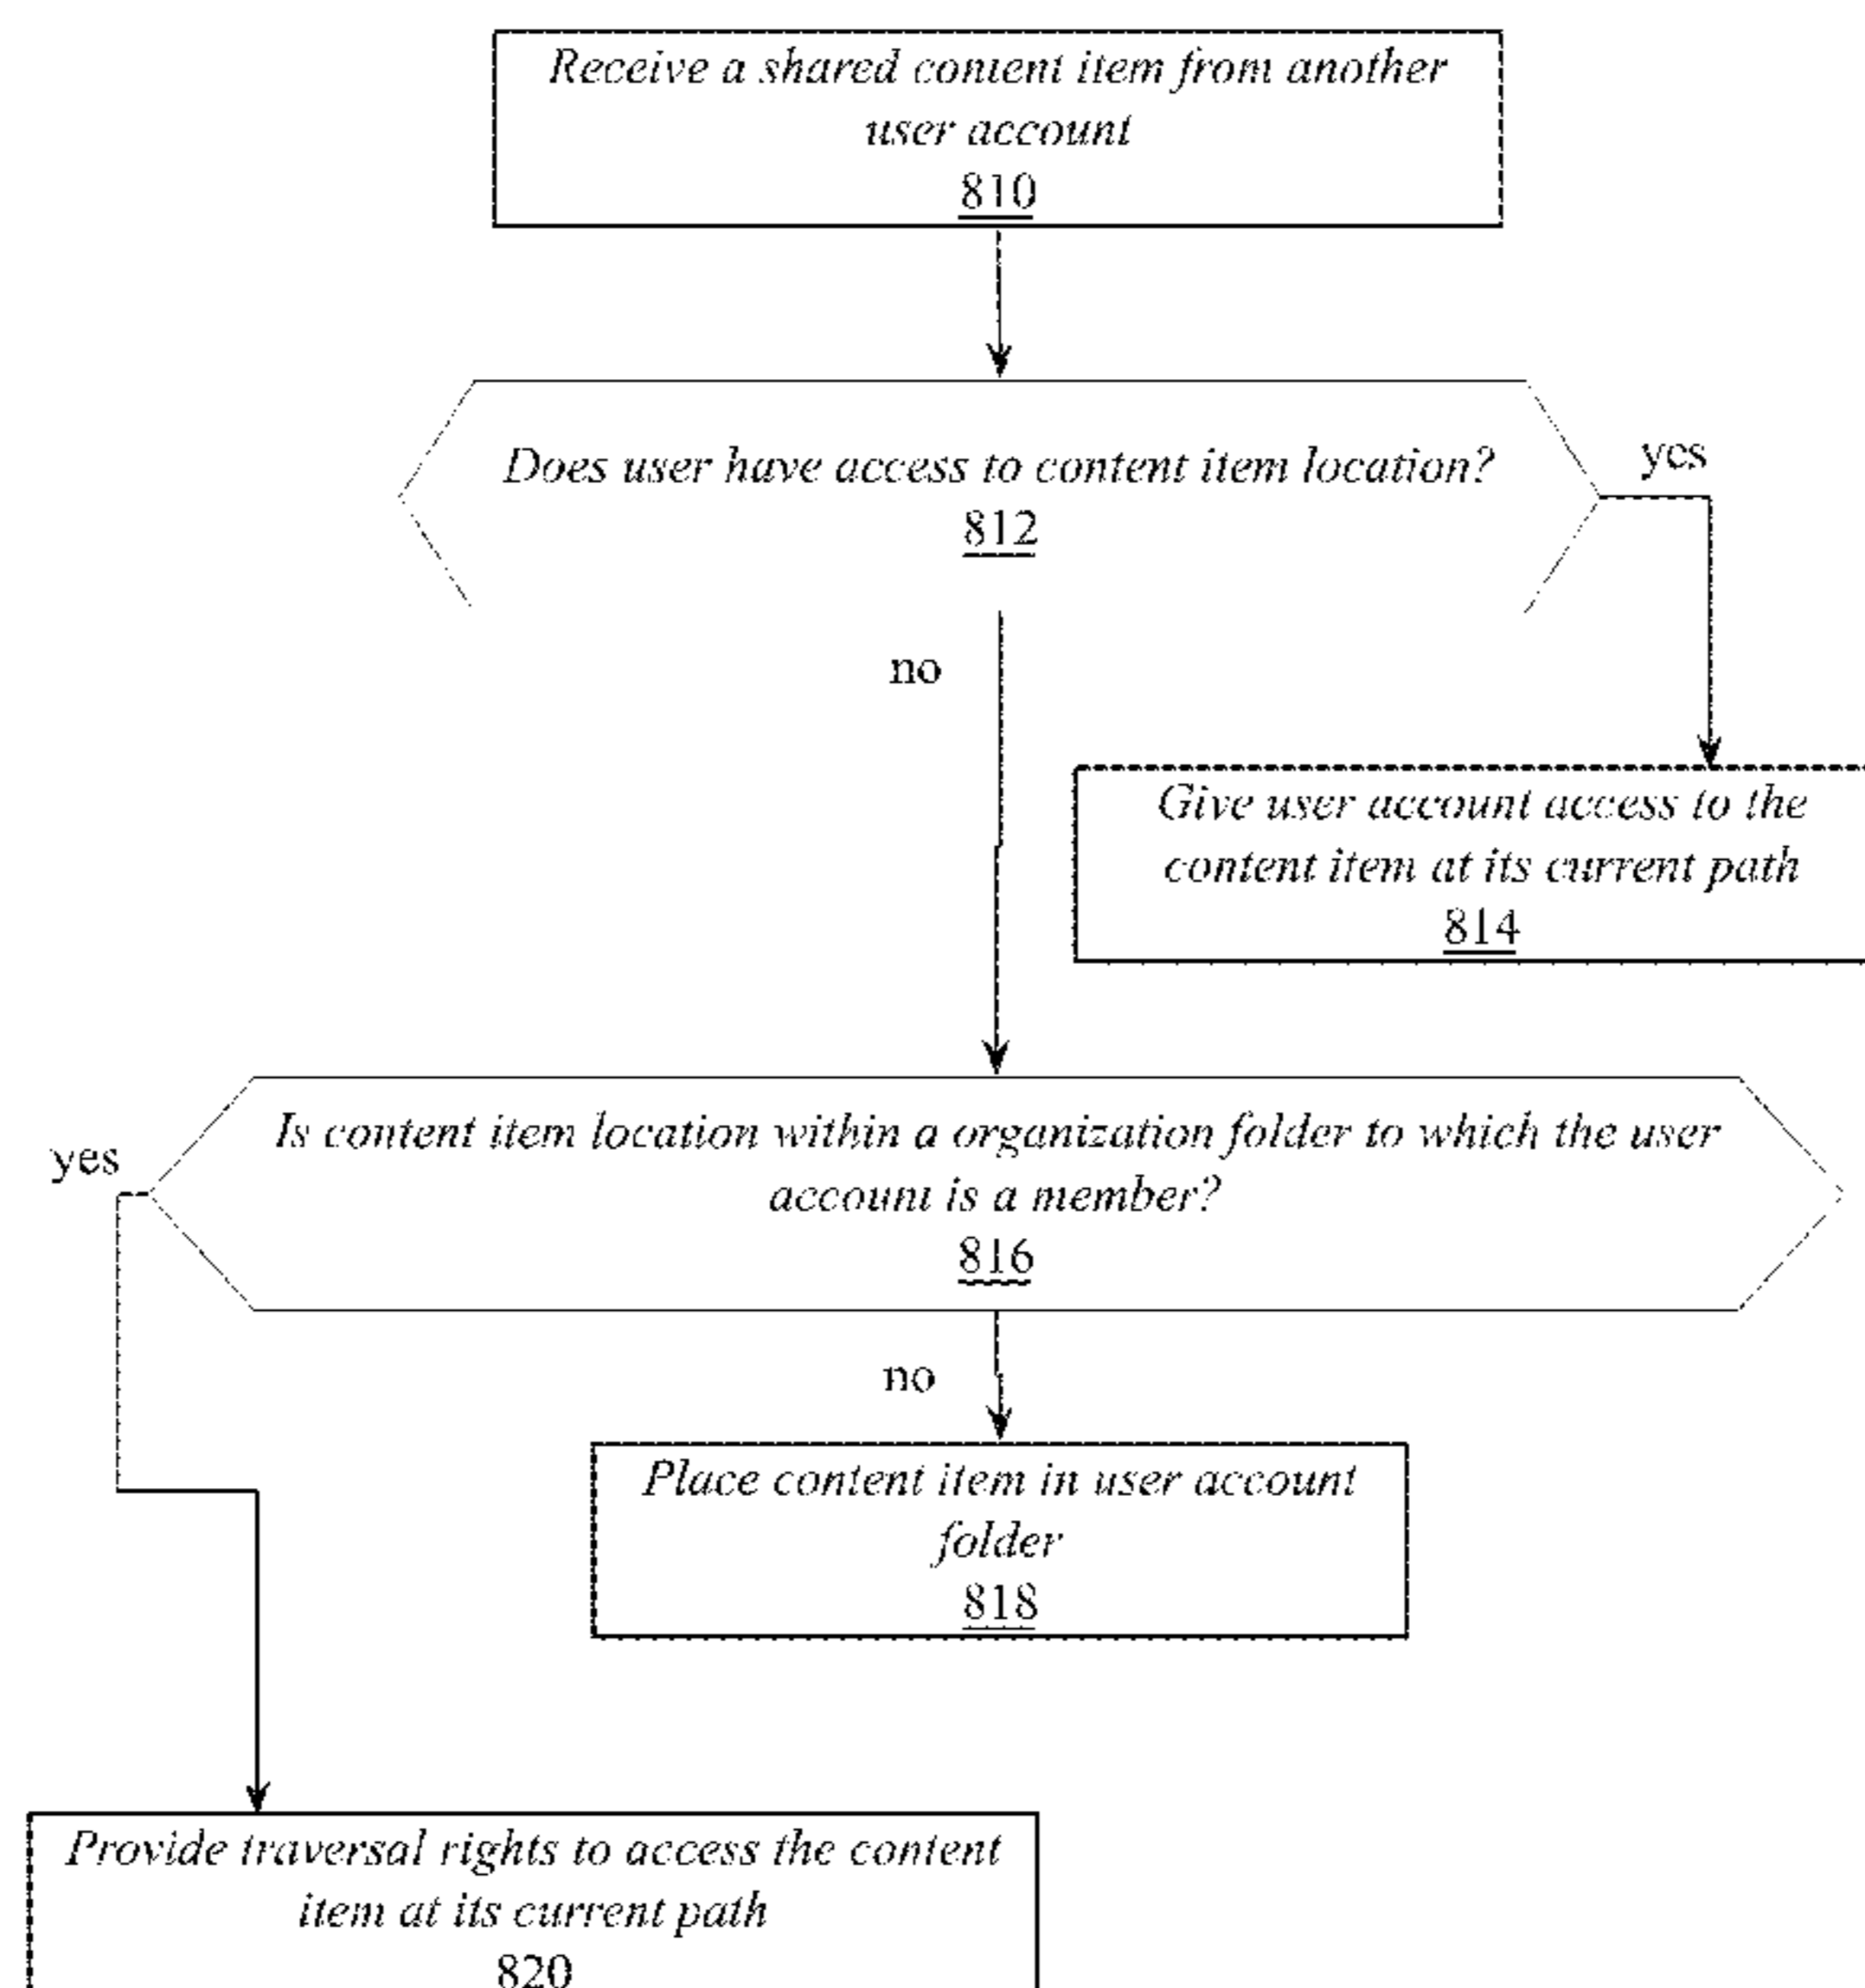 Receive a shared content item from another
user account
810
Does user have access to content item location?
812
yes
no
Give user account access to the
content item at its current path
814
Is content item location within a organization folder to which the user
account is a member?
816
yes
no
Place content item in user account
folder
818
Provide traversal rights to access the content
item at its current path
820